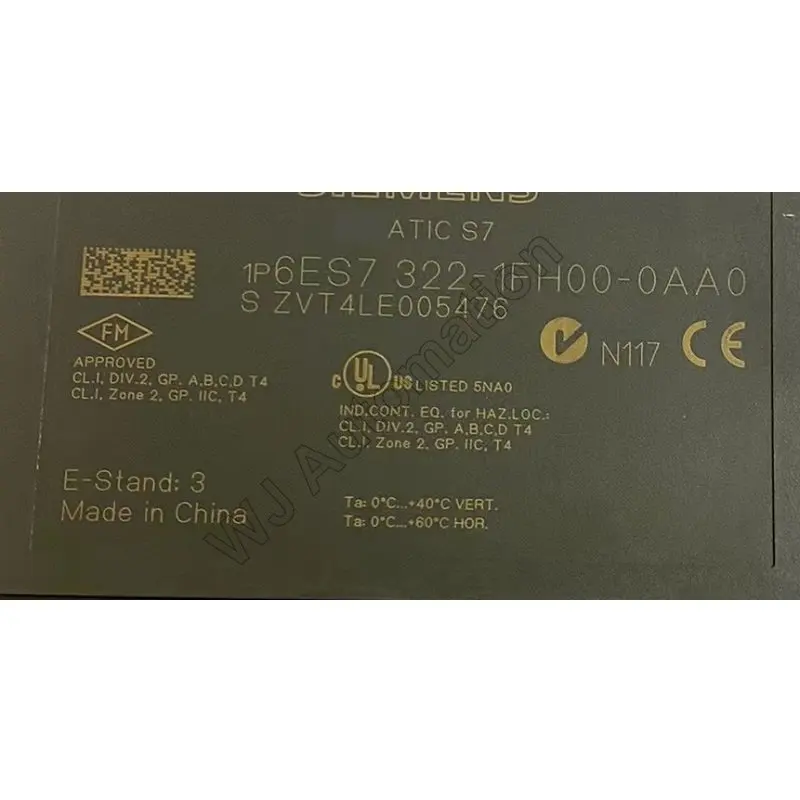 SIEMENS
ATIC S7
1P6ES7 322-1FH00-0AA0
S ZVT4LE005476
FM
APPROVED
CL.I, DIV.2, GP. A,B,C,D T4
CL.I, Zone 2, GP. IIC, T4
C UL US LISTED 5NA0
IND.CONT. EQ. for HAZ.LOC.:
CL.I, DIV.2, GP. A,B,C,D T4
CL.I, Zone 2, GP. IIC, T4
N117 CE
E-Stand: 3
Made in China
Ta: 0°C...+40°C VERT.
Ta: 0°C...+60°C HOR.
WJ Automation